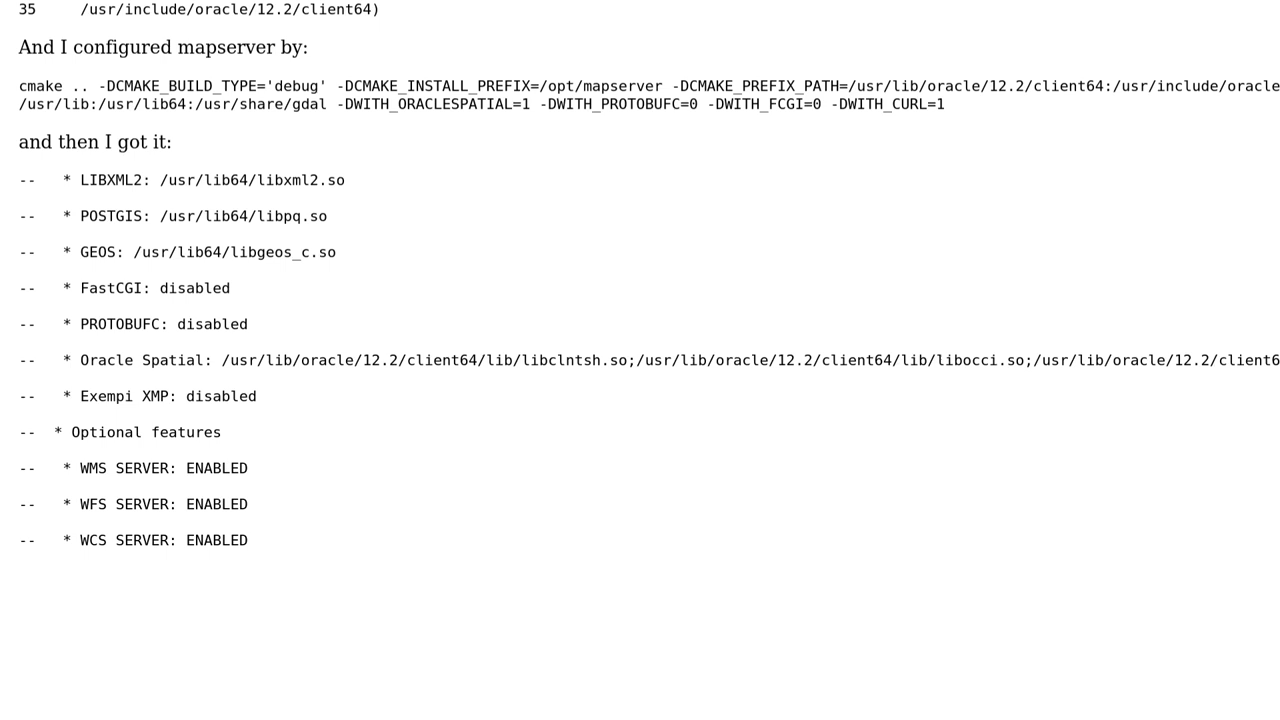 35     /usr/include/oracle/12.2/client64)
And I configured mapserver by:
cmake .. -DCMAKE_BUILD_TYPE='debug' -DCMAKE_INSTALL_PREFIX=/opt/mapserver -DCMAKE_PREFIX_PATH=/usr/lib/oracle/12.2/client64:/usr/include/oracle
/usr/lib:/usr/lib64:/usr/share/gdal -DWITH_ORACLESPATIAL=1 -DWITH_PROTOBUFC=0 -DWITH_FCGI=0 -DWITH_CURL=1
and then I got it:
--   * LIBXML2: /usr/lib64/libxml2.so
--   * POSTGIS: /usr/lib64/libpq.so
--   * GEOS: /usr/lib64/libgeos_c.so
--   * FastCGI: disabled
--   * PROTOBUFC: disabled
--   * Oracle Spatial: /usr/lib/oracle/12.2/client64/lib/libclntsh.so;/usr/lib/oracle/12.2/client64/lib/libocci.so;/usr/lib/oracle/12.2/client6
--   * Exempi XMP: disabled
--  * Optional features
--   * WMS SERVER: ENABLED
--   * WFS SERVER: ENABLED
--   * WCS SERVER: ENABLED